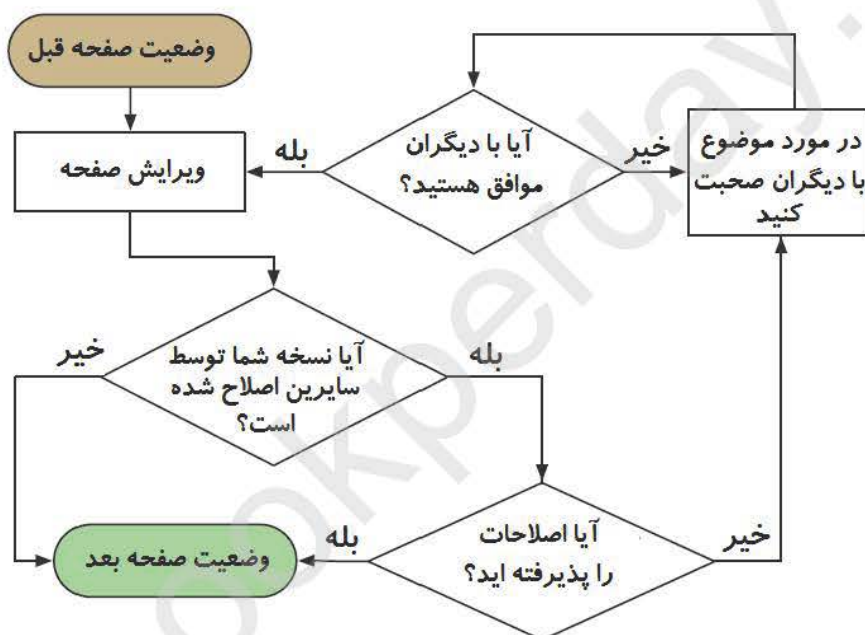 وضعیت صفحه قبل
ویرایش صفحه
بله
آیا با دیگران
موافق هستید؟
خیر
در مورد موضوع
با دیگران صحبت
کنید
خیر
آیا نسخه شما توسط
سایرین اصلاح شده
است؟
بله
وضعیت صفحه بعد
بله
آیا اصلاحات
را پذیرفته اید؟
خیر
ookperday.